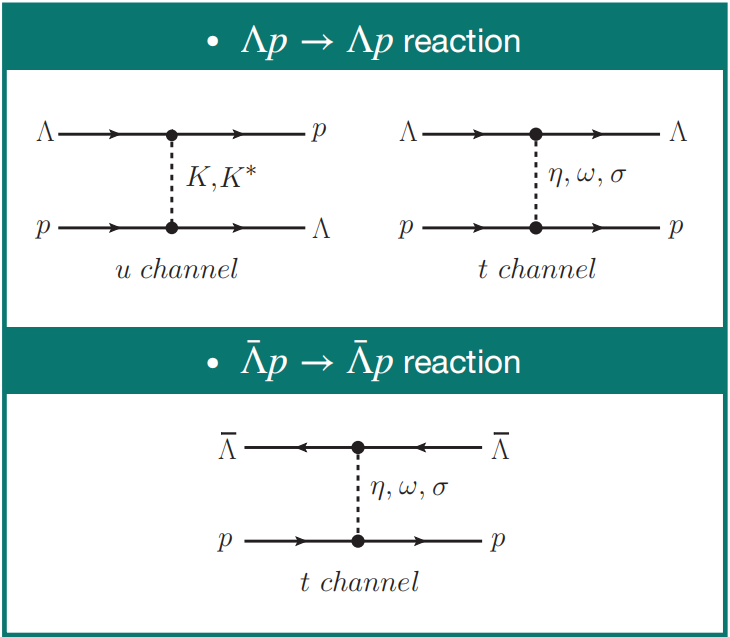 • Λp → Λp reaction
Λ p Λ Λ
K, K* η, ω, σ
p Λ p p
u channel t channel
• Λ̄p → Λ̄p reaction
Λ̄ Λ̄
η, ω, σ
p p
t channel